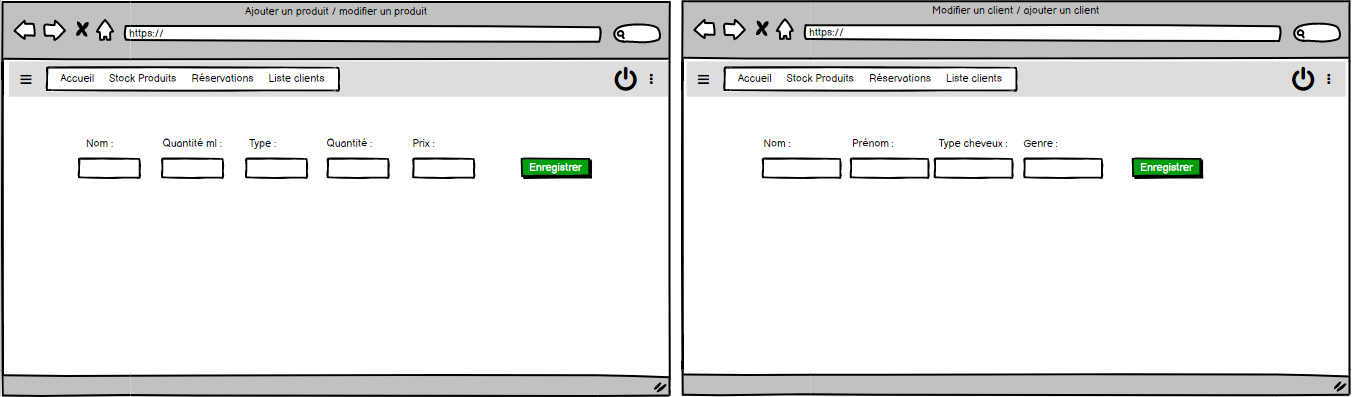 Ajouter un produit / modifier un produit
https://
Accueil Stock Produits Réservations Liste clients
Nom : Quantité ml : Type : Quantité : Prix :
Enregistrer
Modifier un client / ajouter un client
https://
Accueil Stock Produits Réservations Liste clients
Nom : Prénom : Type cheveux : Genre :
Enregistrer